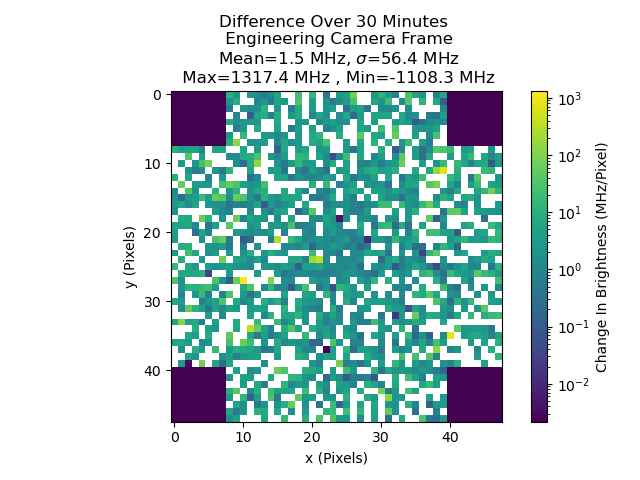 Difference Over 30 Minutes
Engineering Camera Frame
Mean=1.5 MHz, σ=56.4 MHz
Max=1317.4 MHz , Min=-1108.3 MHz
0
10
20
30
40
y (Pixels)
0 10 20 30 40
x (Pixels)
10³
10²
10¹
10⁰
10⁻¹
10⁻²
Change In Brightness (MHz/Pixel)